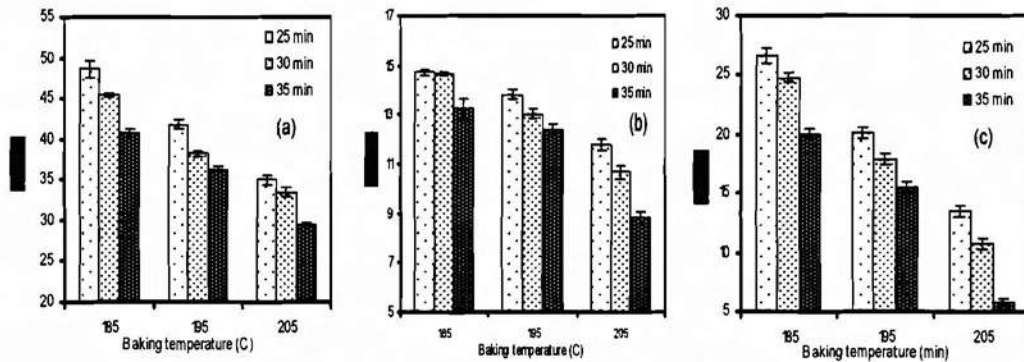 55
50
45
40
35
30
25
20
25 min
30 min
35 min
(a)
185 195 205
Baking temperature (C)
17
15
13
11
9
7
5
25 min
30 min
35 min
(b)
185 195 205
Baking temperature (C)
30
25
20
15
10
5
25 min
30 min
35 min
(c)
185 195 205
Baking temperature (min)